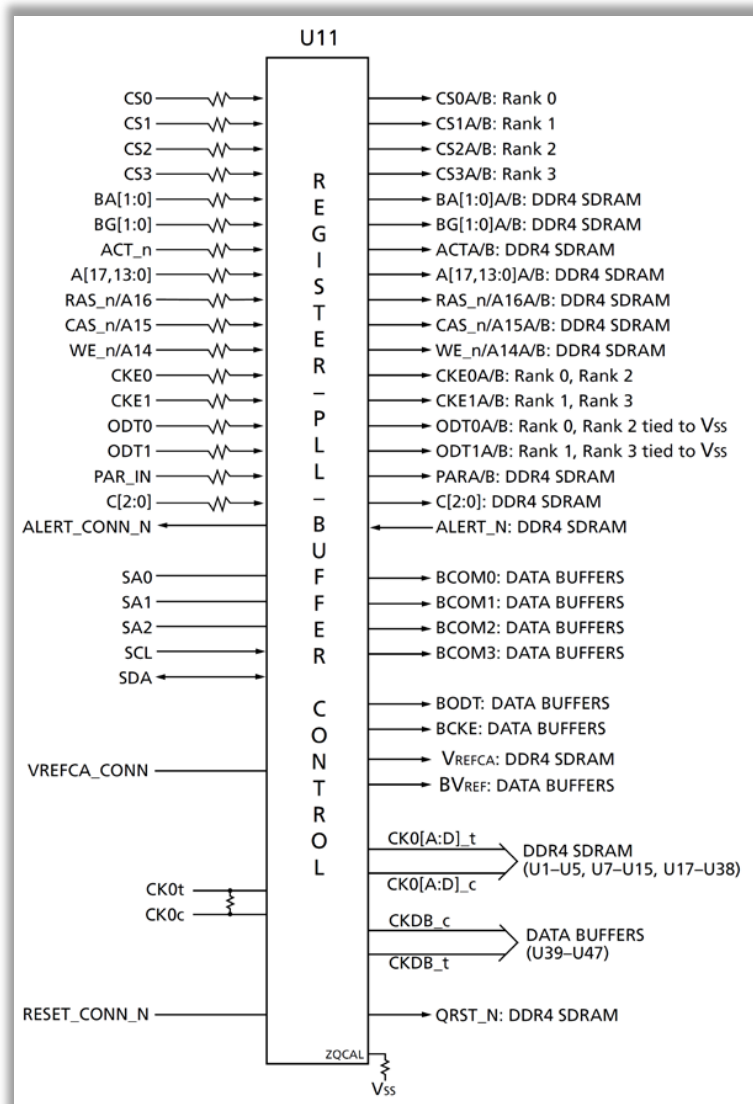 U11
CS0
CS1
CS2
CS3
BA[1:0]
BG[1:0]
ACT_n
A[17,13:0]
RAS_n/A16
CAS_n/A15
WE_n/A14
CKE0
CKE1
ODT0
ODT1
PAR_IN
C[2:0]
ALERT_CONN_N
SA0
SA1
SA2
SCL
SDA
VREFCA_CONN
CK0t
CK0c
RESET_CONN_N
REGISTER–PLL–BUFFER CONTROL
ZQCAL
VSS
CS0A/B: Rank 0
CS1A/B: Rank 1
CS2A/B: Rank 2
CS3A/B: Rank 3
BA[1:0]A/B: DDR4 SDRAM
BG[1:0]A/B: DDR4 SDRAM
ACTA/B: DDR4 SDRAM
A[17,13:0]A/B: DDR4 SDRAM
RAS_n/A16A/B: DDR4 SDRAM
CAS_n/A15A/B: DDR4 SDRAM
WE_n/A14A/B: DDR4 SDRAM
CKE0A/B: Rank 0, Rank 2
CKE1A/B: Rank 1, Rank 3
ODT0A/B: Rank 0, Rank 2 tied to VSS
ODT1A/B: Rank 1, Rank 3 tied to VSS
PARA/B: DDR4 SDRAM
C[2:0]: DDR4 SDRAM
ALERT_N: DDR4 SDRAM
BCOM0: DATA BUFFERS
BCOM1: DATA BUFFERS
BCOM2: DATA BUFFERS
BCOM3: DATA BUFFERS
BODT: DATA BUFFERS
BCKE: DATA BUFFERS
VREFCA: DDR4 SDRAM
BVREF: DATA BUFFERS
CK0[A:D]_t
CK0[A:D]_c
DDR4 SDRAM
(U1–U5, U7–U15, U17–U38)
CKDB_c
CKDB_t
DATA BUFFERS
(U39–U47)
QRST_N: DDR4 SDRAM